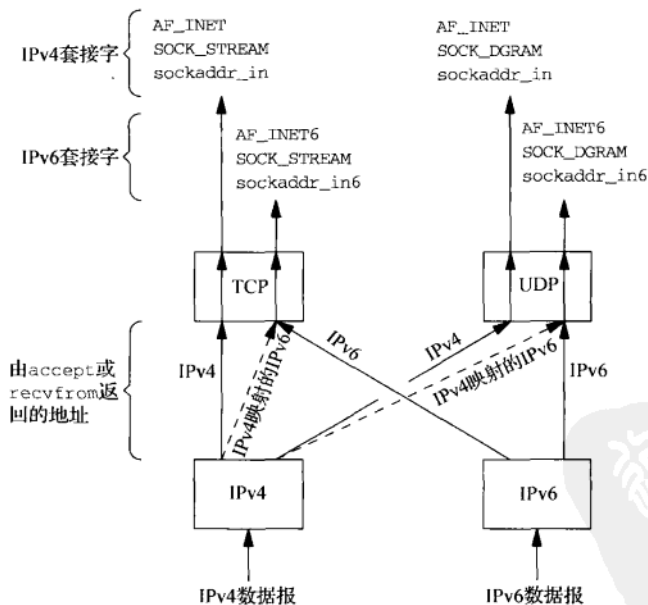 IPv4套接字
AF_INET
SOCK_STREAM
sockaddr_in
AF_INET
SOCK_DGRAM
sockaddr_in
IPv6套接字
AF_INET6
SOCK_STREAM
sockaddr_in6
AF_INET6
SOCK_DGRAM
sockaddr_in6
TCP
UDP
由accept或
recvfrom返
回的地址
IPv4
IPv4映射的IPv6
IPv6
IPv4
IPv4映射的IPv6
IPv6
IPv4
IPv6
IPv4数据报
IPv6数据报